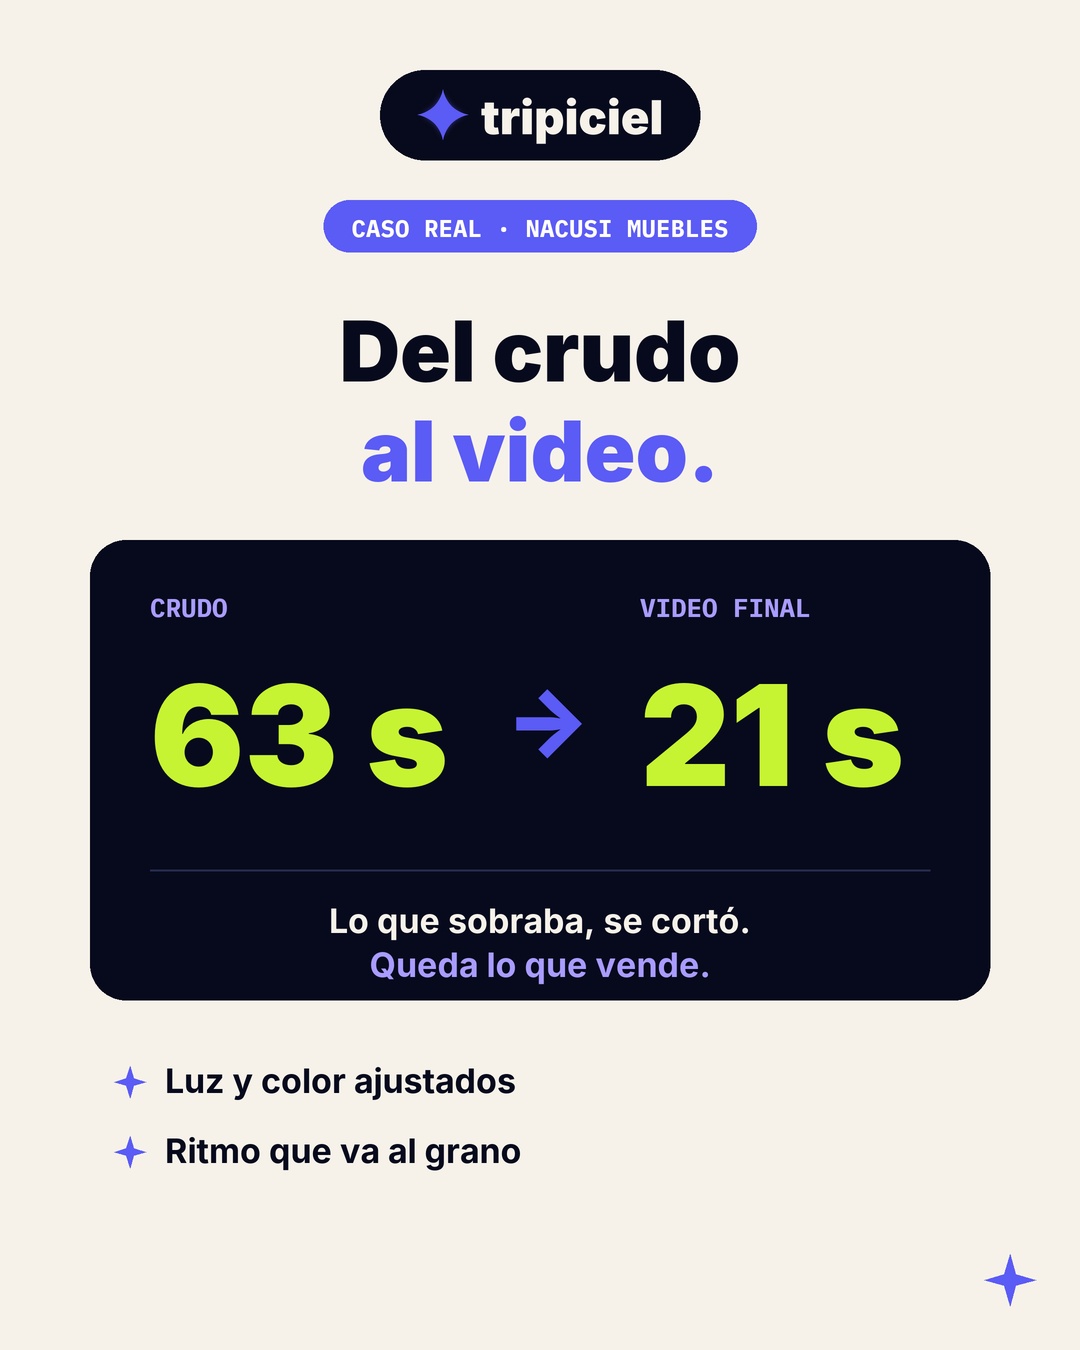 tripiciel
CASO REAL · NACUSI MUEBLES
Del crudo
al video.
CRUDO
VIDEO FINAL
63 s → 21 s
Lo que sobraba, se cortó.
Queda lo que vende.
Luz y color ajustados
Ritmo que va al grano